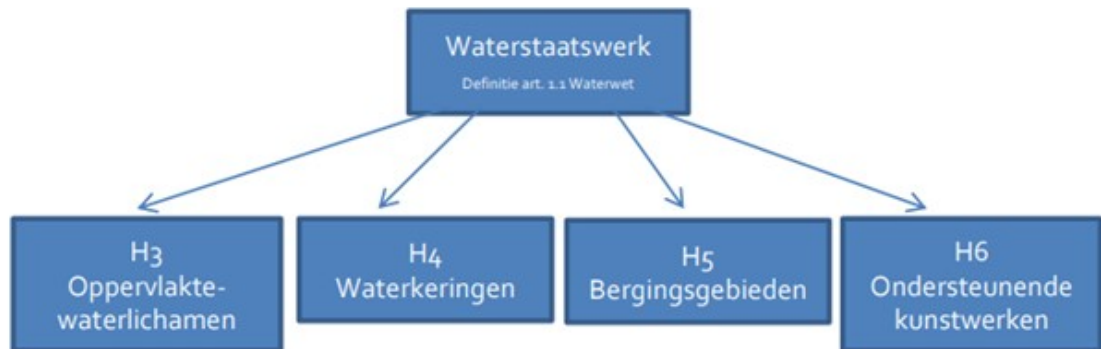 Waterstaatswerk
Definitie art. 1.1 Waterwet
H3
Oppervlakte-
waterlichamen
H4
Waterkeringen
H5
Bergingsgebieden
H6
Ondersteunende
kunstwerken